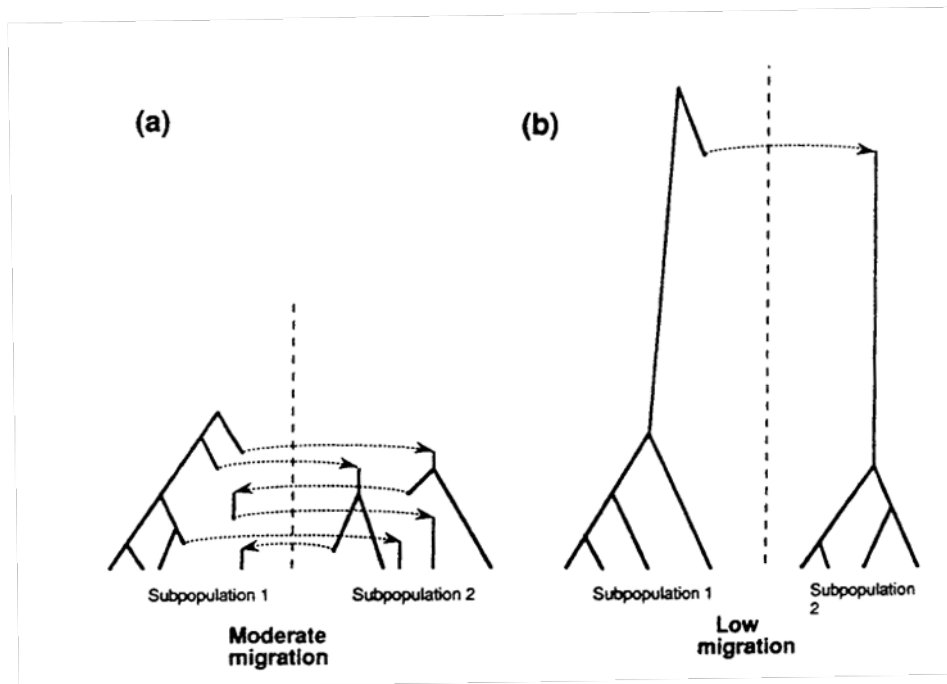 (a)
(b)
Subpopulation 1
Subpopulation 2
Subpopulation 1
Subpopulation
2
Moderate
migration
Low
migration